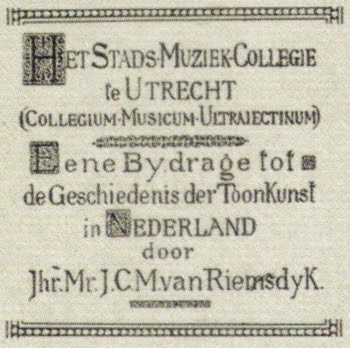 Het Stads-Muziek-Collegie
te Utrecht
(Collegium-Musicum-Ultraiectinum)
Eene Bydrage tot
de Geschiedenis der ToonKunst
in Nederland
door
Jhr. Mr. J. C. M. van Riemsdyk.